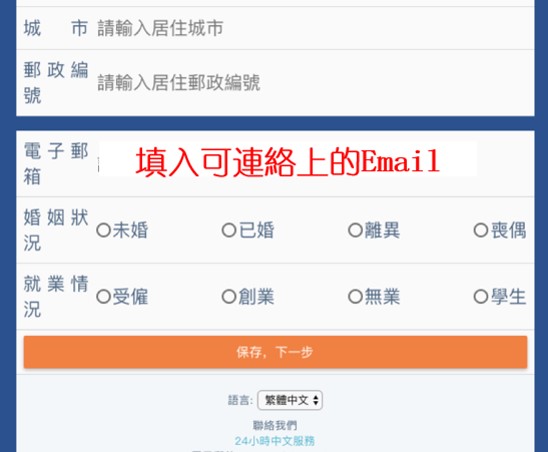 城 市 請輸入居住城市
郵政編 請輸入居住郵政編號
號
電子郵 填入可連絡上的Email
箱
婚姻狀 未婚 已婚 離異 喪偶
況
就業情 受僱 創業 無業 學生
況
保存，下一步
語言: 繁體中文
聯絡我們
24小時中文服務